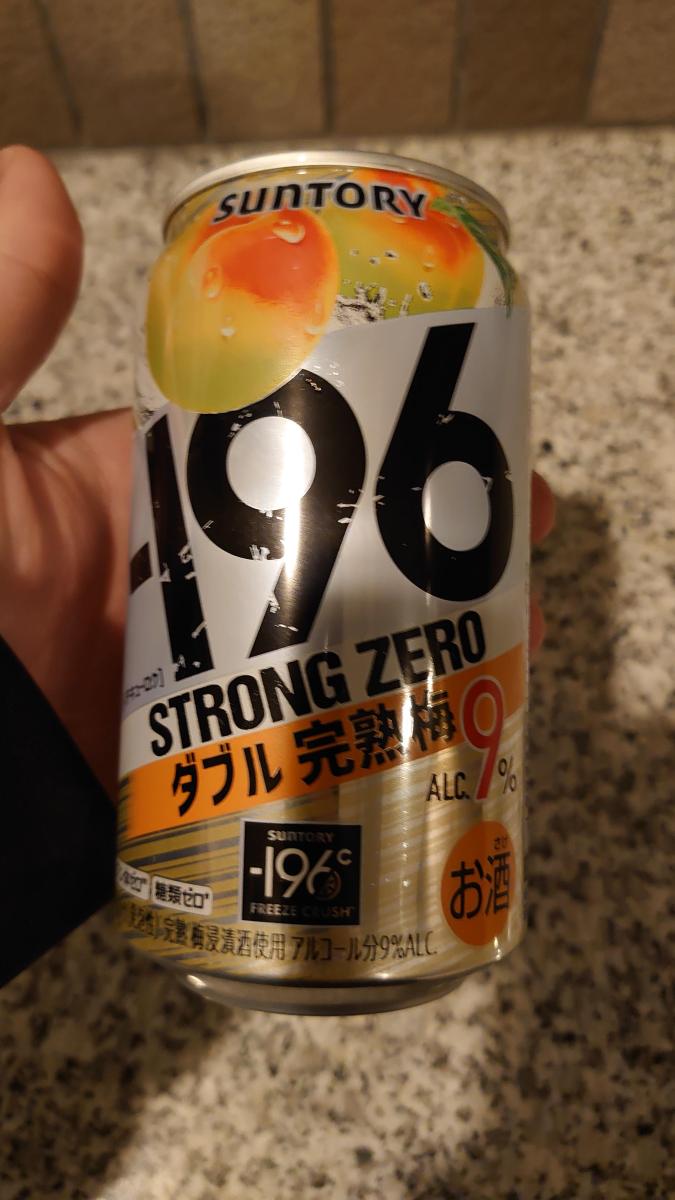 SUNTORY
-196
STRONG ZERO
ダブル 完熟梅
ALC. 9%
SUNTORY
-196℃
FREEZE CRUSH
さけ
お酒
糖類ゼロ
完熟梅浸漬酒使用 アルコール分9%ALC.